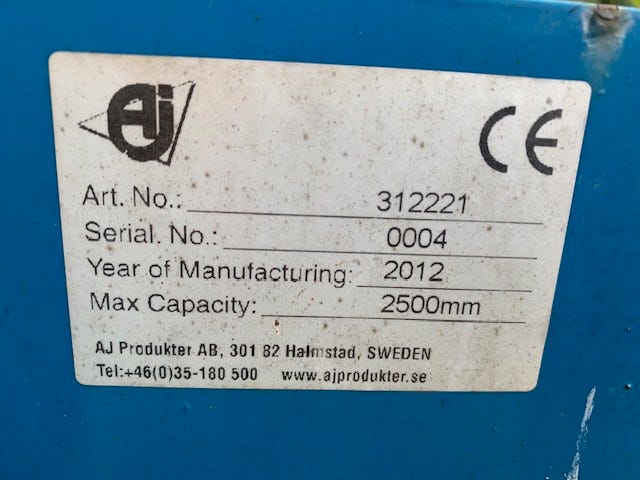 Aj
CE
Art. No.: 312221
Serial. No.: 0004
Year of Manufacturing: 2012
Max Capacity: 2500mm
AJ Produkter AB, 301 82 Halmstad, SWEDEN
Tel:+46(0)35-180 500 www.ajprodukter.se